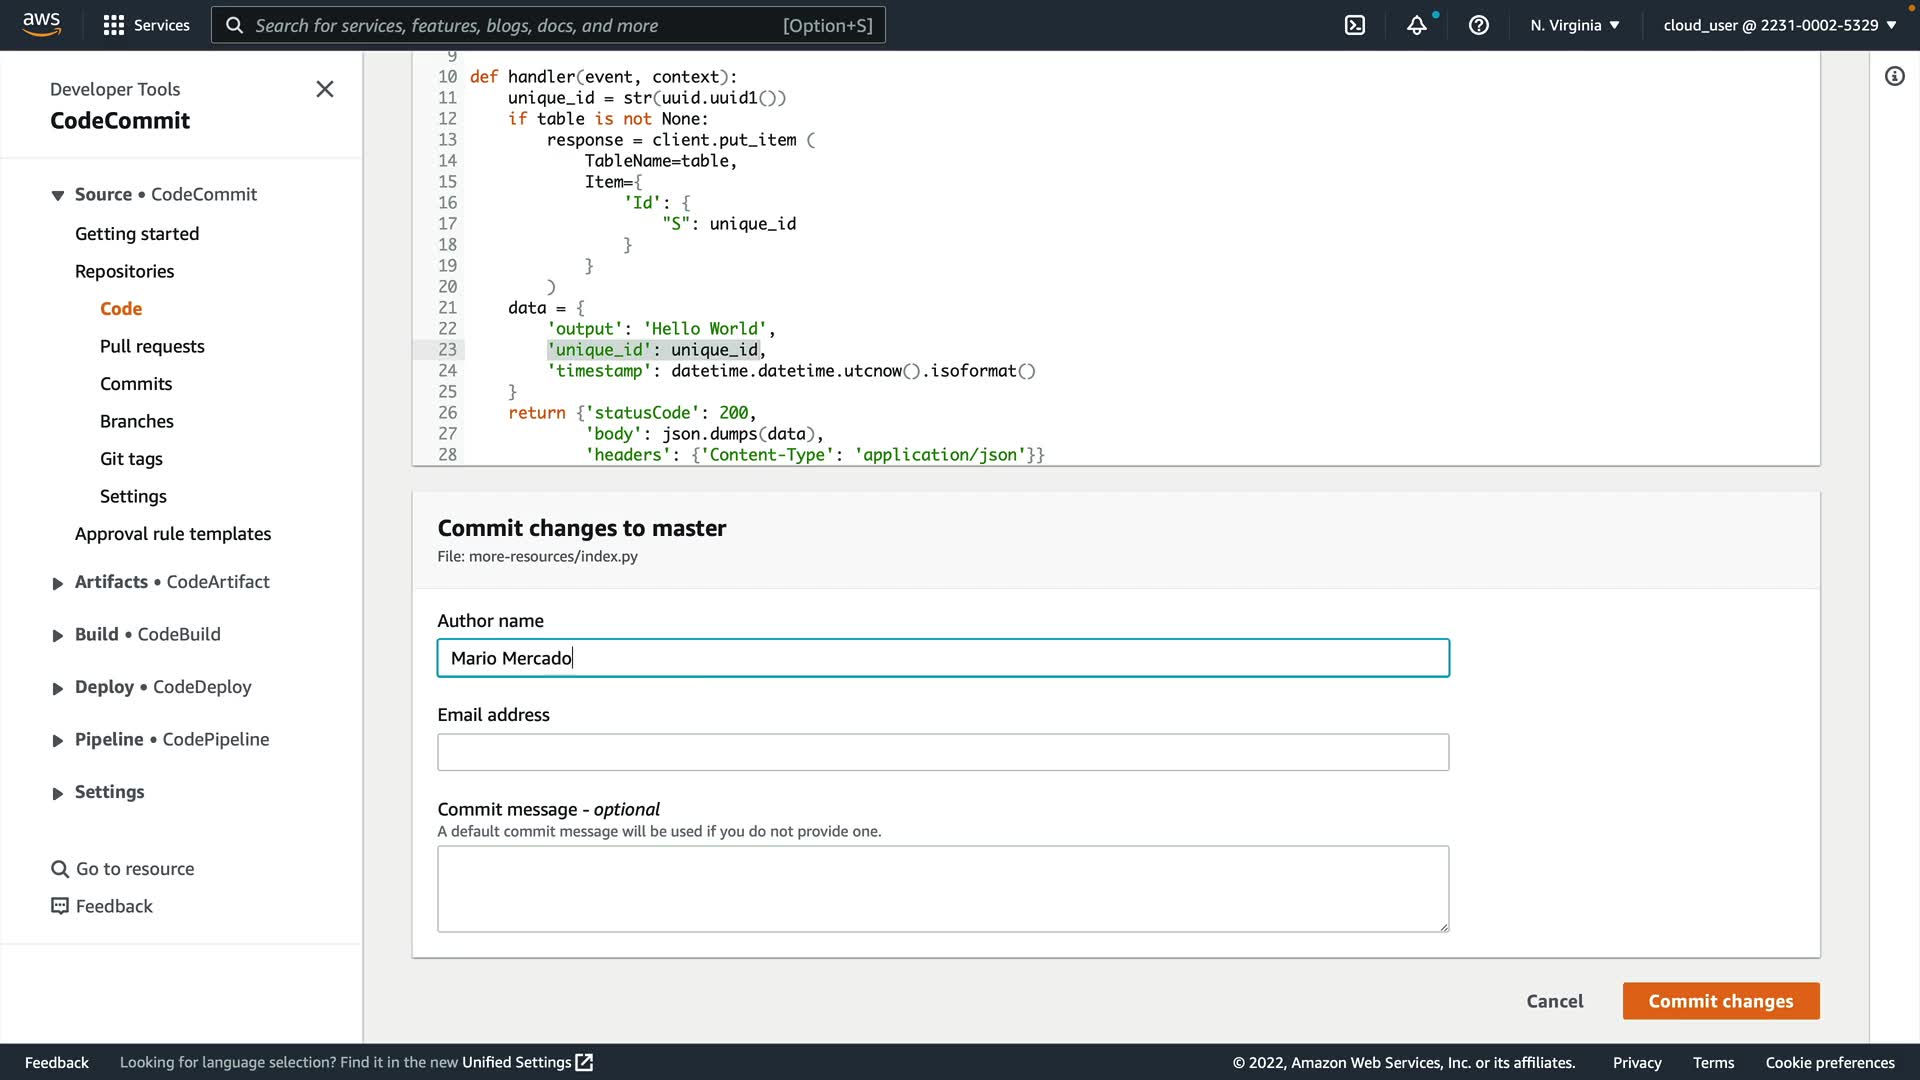 aws
Services
Search for services, features, blogs, docs, and more [Option+S]
N. Virginia ▼
cloud_user @ 2231-0002-5329 ▼
Developer Tools
CodeCommit
Source • CodeCommit
Getting started
Repositories
Code
Pull requests
Commits
Branches
Git tags
Settings
Approval rule templates
Artifacts • CodeArtifact
Build • CodeBuild
Deploy • CodeDeploy
Pipeline • CodePipeline
Settings
Go to resource
Feedback
9
10 def handler(event, context):
11     unique_id = str(uuid.uuid1())
12     if table is not None:
13         response = client.put_item (
14             TableName=table,
15             Item={
16                 'Id': {
17                     "S": unique_id
18                 }
19             }
20         )
21     data = {
22         'output': 'Hello World',
23         'unique_id': unique_id,
24         'timestamp': datetime.datetime.utcnow().isoformat()
25     }
26     return {'statusCode': 200,
27             'body': json.dumps(data),
28             'headers': {'Content-Type': 'application/json'}}
Commit changes to master
File: more-resources/index.py
Author name
Mario Mercado
Email address
Commit message - optional
A default commit message will be used if you do not provide one.
Cancel
Commit changes
Feedback
Looking for language selection? Find it in the new Unified Settings
© 2022, Amazon Web Services, Inc. or its affiliates.
Privacy
Terms
Cookie preferences